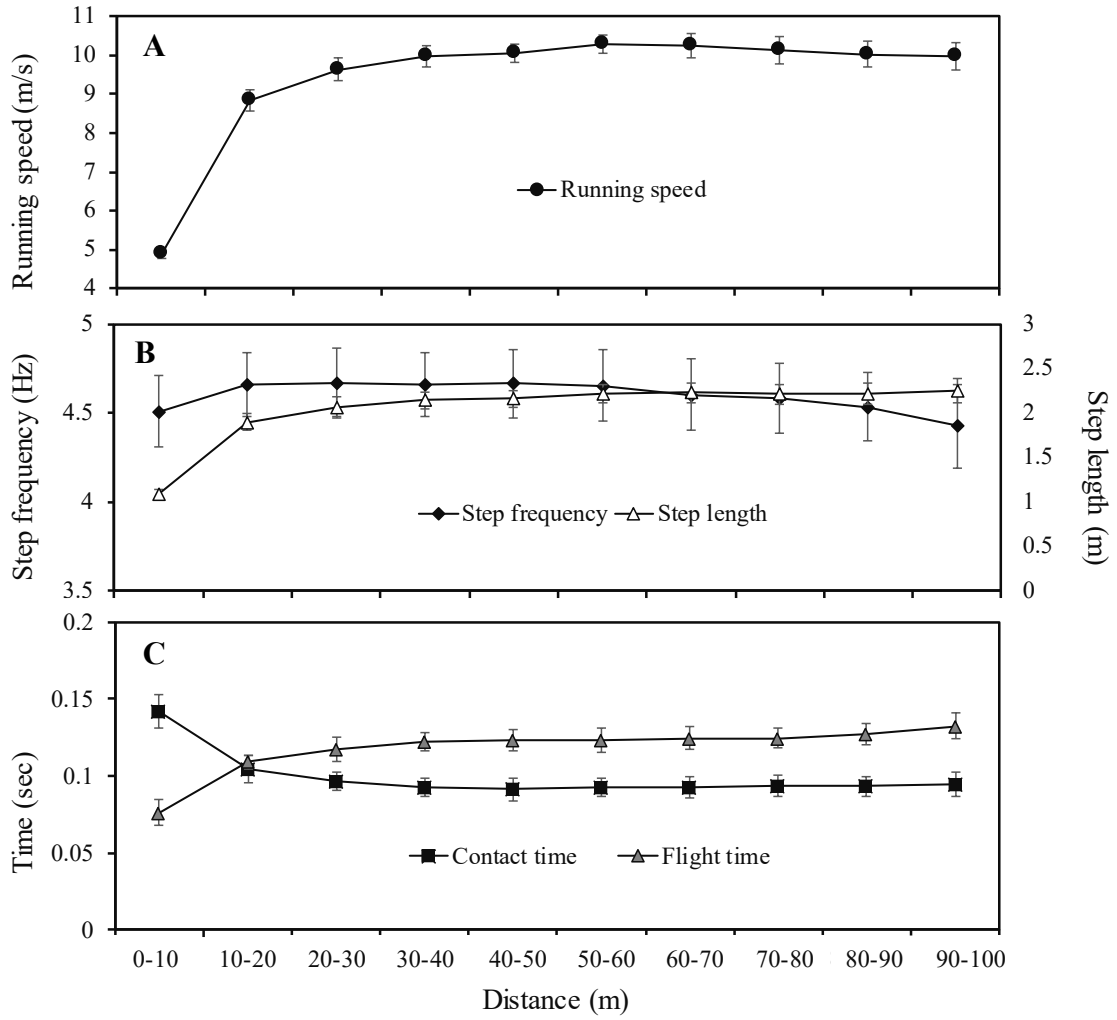 A
Running speed (m/s)
11
10
9
8
7
6
5
4
Running speed
B
Step frequency (Hz)
5
4.5
4
3.5
Step frequency
Step length
3
2.5
2
1.5
1
0.5
0
Step length (m)
C
Time (sec)
0.2
0.15
0.1
0.05
0
Contact time
Flight time
0-10 10-20 20-30 30-40 40-50 50-60 60-70 70-80 80-90 90-100
Distance (m)